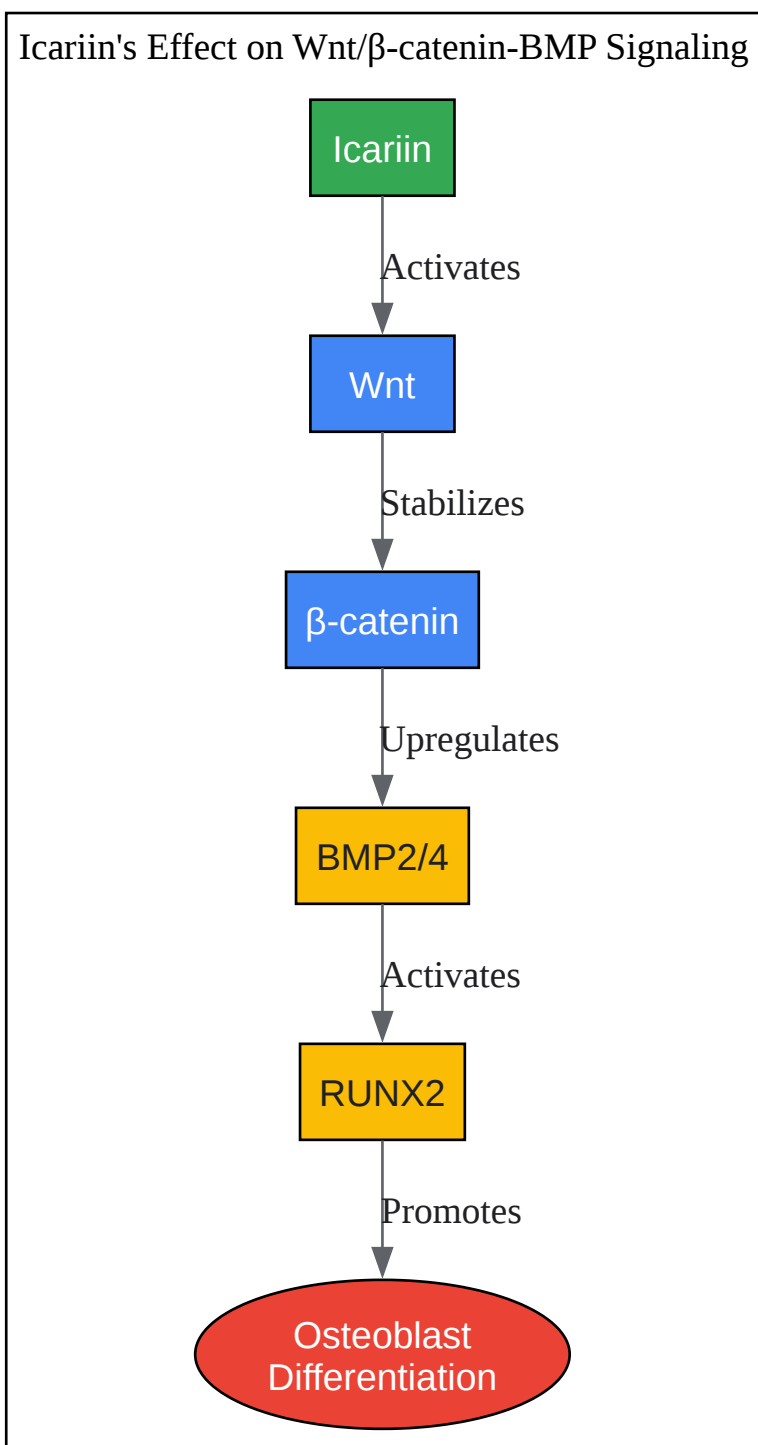 Icariin's Effect on Wnt/β-catenin-BMP Signaling
Icariin
Activates
Wnt
Stabilizes
β-catenin
Upregulates
BMP2/4
Activates
RUNX2
Promotes
Osteoblast
Differentiation